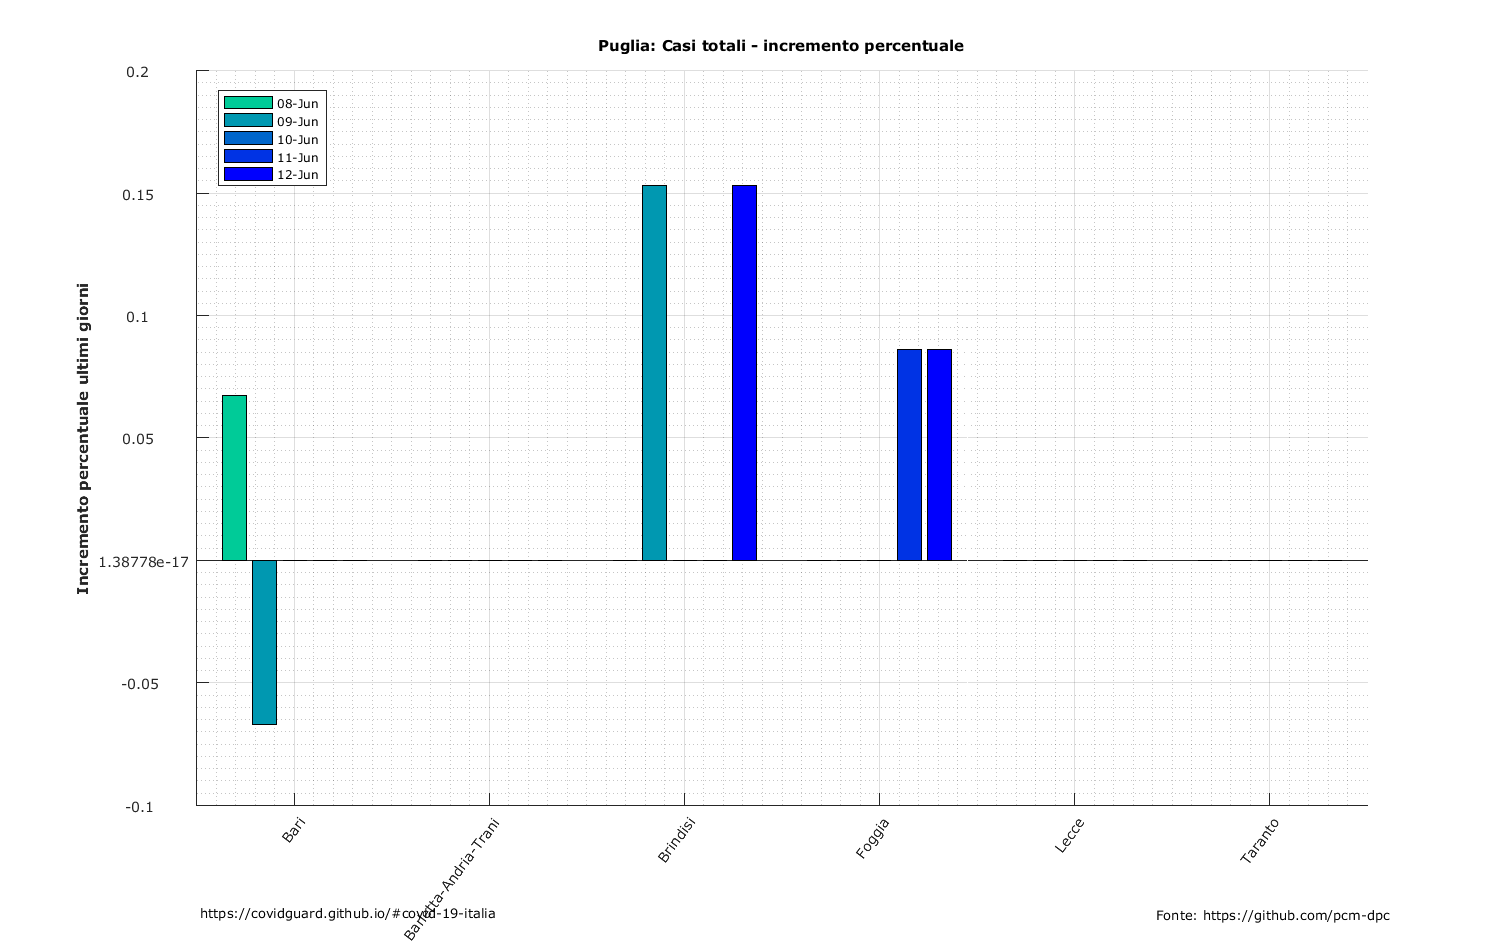 Puglia: Casi totali - incremento percentuale
0.2
0.15
0.1
0.05
1.38778e-17
-0.05
-0.1
Incremento percentuale ultimi giorni
08-Jun
09-Jun
10-Jun
11-Jun
12-Jun
Bari
Barletta-Andria-Trani
Brindisi
Foggia
Lecce
Taranto
https://covidguard.github.io/#covid-19-italia
Fonte: https://github.com/pcm-dpc